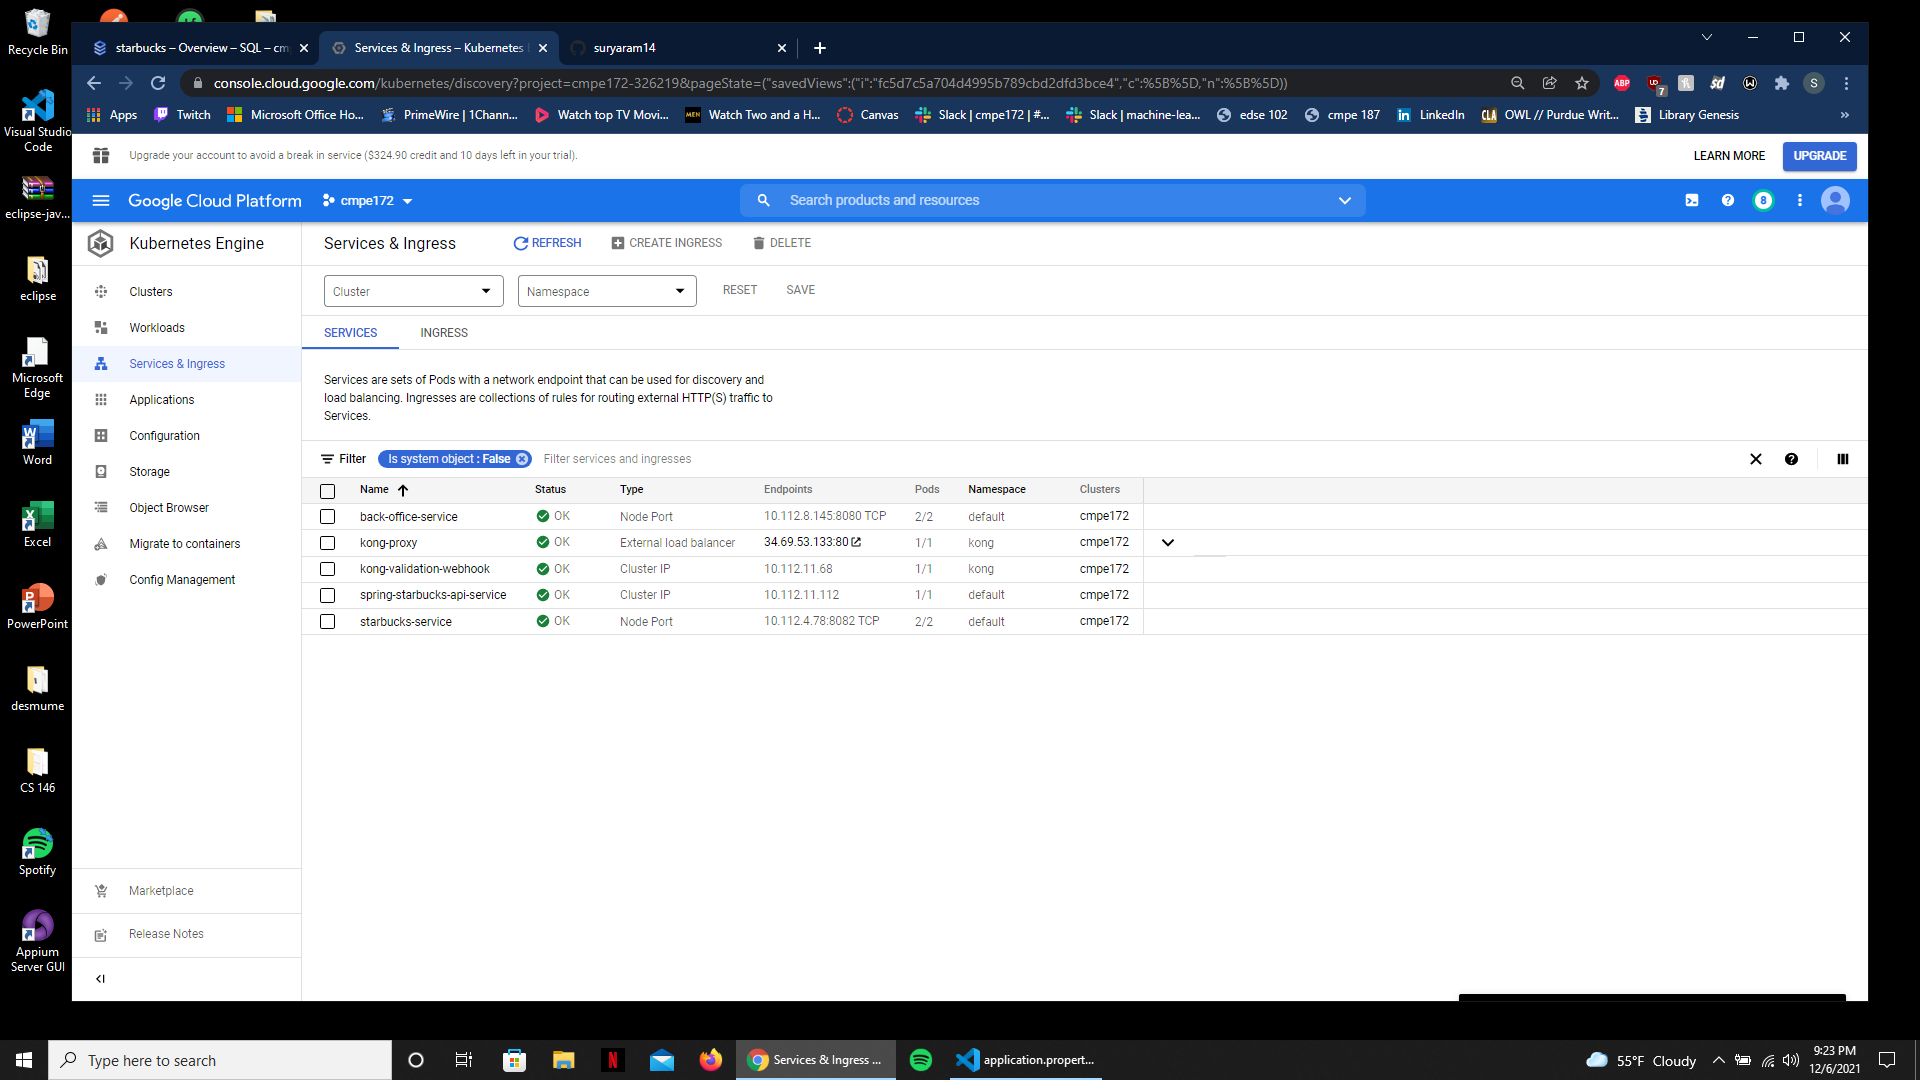 Recycle Bin
Visual Studio
Code
eclipse-jav...
eclipse
Microsoft
Edge
Word
Excel
PowerPoint
desmume
CS 146
Spotify
Appium
Server GUI
starbucks – Overview – SQL – cm
Services & Ingress – Kubernetes
suryaram14
console.cloud.google.com/kubernetes/discovery?project=cmpe172-326219&pageState=("savedViews":("i":"fc5d7c5a704d4995b789cbd2dfd3bce4","c":%5B%5D,"n":%5B%5D))
ABP
7
S
Apps
Twitch
Microsoft Office Ho...
PrimeWire | 1Chann...
Watch top TV Movi...
MEN
Watch Two and a H...
Canvas
Slack | cmpe172 | #...
Slack | machine-lea...
edse 102
cmpe 187
LinkedIn
CLA
OWL // Purdue Writ...
Library Genesis
»
Upgrade your account to avoid a break in service ($324.90 credit and 10 days left in your trial).
LEARN MORE
UPGRADE
Google Cloud Platform
cmpe172
Search products and resources
8
Kubernetes Engine
Services & Ingress
REFRESH
CREATE INGRESS
DELETE
Clusters
Workloads
Services & Ingress
Applications
Configuration
Storage
Object Browser
Migrate to containers
Config Management
Marketplace
Release Notes
Cluster
Namespace
RESET
SAVE
SERVICES
INGRESS
Services are sets of Pods with a network endpoint that can be used for discovery and
load balancing. Ingresses are collections of rules for routing external HTTP(S) traffic to
Services.
Filter
Is system object : False
Filter services and ingresses
Name Status Type Endpoints Pods Namespace Clusters
back-office-service OK Node Port 10.112.8.145:8080 TCP 2/2 default cmpe172
kong-proxy OK External load balancer 34.69.53.133:80 1/1 kong cmpe172
kong-validation-webhook OK Cluster IP 10.112.11.68 1/1 kong cmpe172
spring-starbucks-api-service OK Cluster IP 10.112.11.112 1/1 default cmpe172
starbucks-service OK Node Port 10.112.4.78:8082 TCP 2/2 default cmpe172
Type here to search
Services & Ingress ...
application.propert...
55°F Cloudy
9:23 PM
12/6/2021